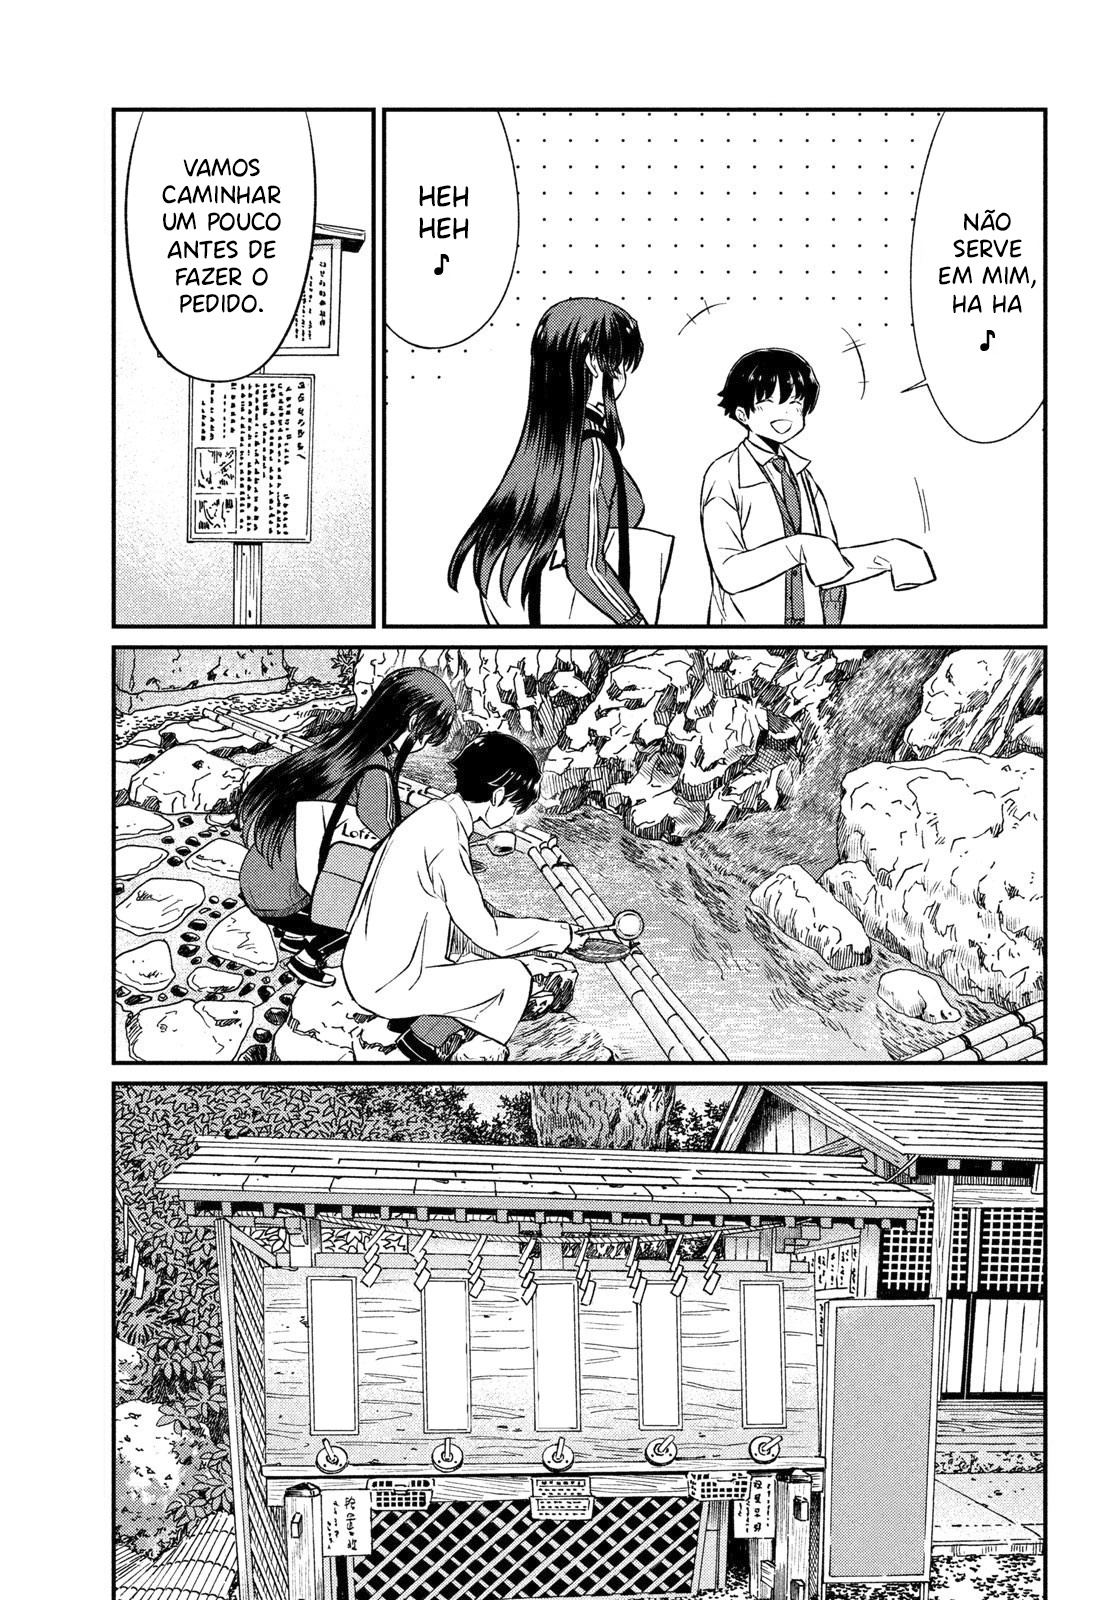 NÃO
SERVE
EM MIM,
HA HA
♪
HEH
HEH
♪
VAMOS
CAMINHAR
UM POUCO
ANTES DE
FAZER O
PEDIDO.